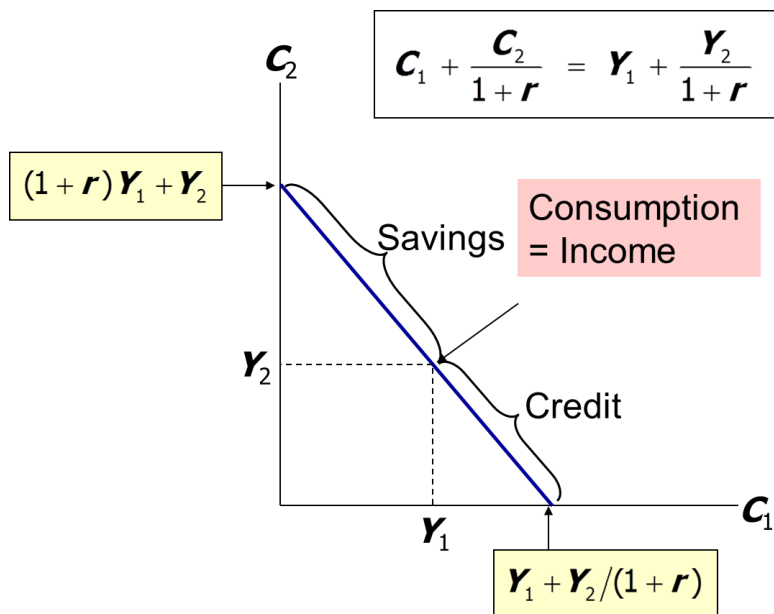 C₂
C₁ + C₂/(1 + r) = Y₁ + Y₂/(1 + r)
(1 + r)Y₁ + Y₂
Consumption
= Income
Savings
Y₂
Credit
Y₁
C₁
Y₁ + Y₂/(1 + r)